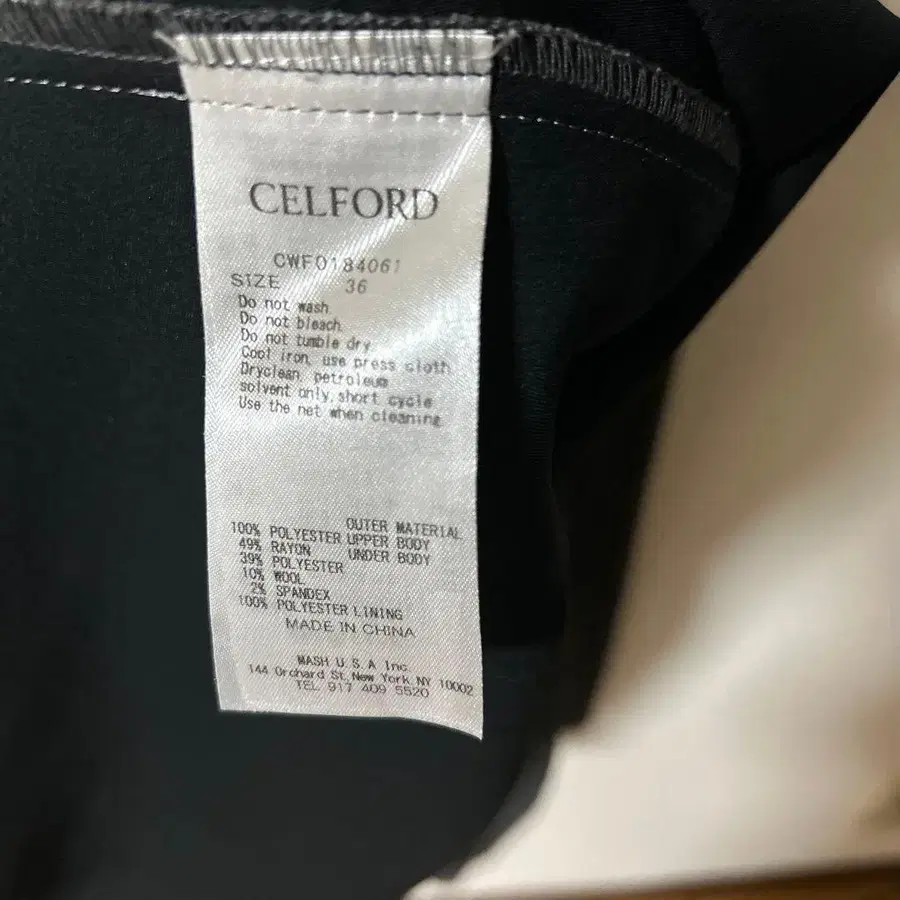 CELFORD
CWF0184061
SIZE 36
Do not wash.
Do not bleach.
Do not tumble dry
Cool iron, use press cloth
Dryclean, petroleum
solvent only, short cycle
Use the net when cleaning
OUTER MATERIAL
100% POLYESTER UPPER BODY
49% RAYON UNDER BODY
39% POLYESTER
10% WOOL
2% SPANDEX
100% POLYESTER LINING
MADE IN CHINA
MASH U.S.A Inc.
144 Orchard St, New York NY 10002
TEL 917 409 5520